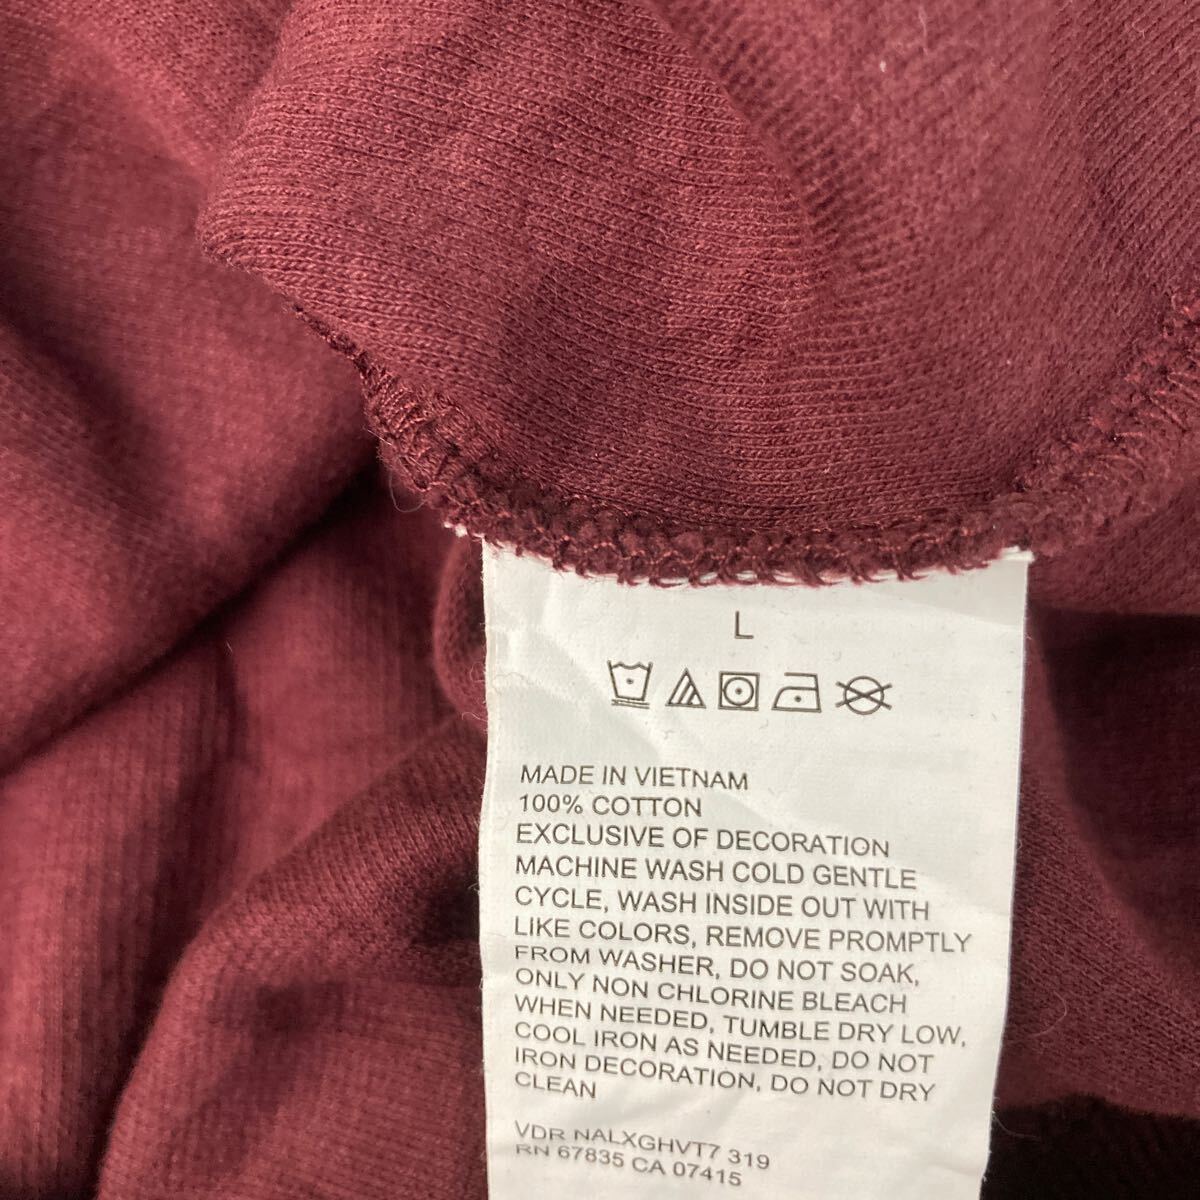 L
MADE IN VIETNAM
100% COTTON
EXCLUSIVE OF DECORATION
MACHINE WASH COLD GENTLE
CYCLE, WASH INSIDE OUT WITH
LIKE COLORS, REMOVE PROMPTLY
FROM WASHER, DO NOT SOAK,
ONLY NON CHLORINE BLEACH
WHEN NEEDED, TUMBLE DRY LOW,
COOL IRON AS NEEDED, DO NOT
IRON DECORATION, DO NOT DRY
CLEAN
VDR NALXGHVT7 319
RN 67835 CA 07415